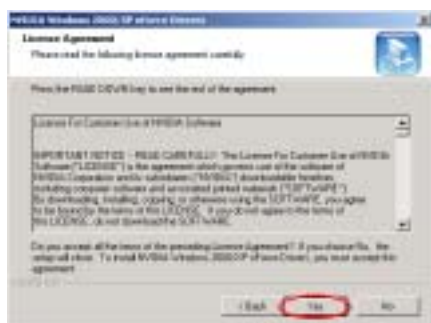 NVIDIA Windows 2000/XP nForce Drivers
License Agreement
Please read the following license agreement carefully.
Press the PAGE DOWN key to see the rest of the agreement.
License For Customer Use of NVIDIA Software
IMPORTANT NOTICE -- READ CAREFULLY: This License For Customer Use of NVIDIA
Software ("LICENSE") is the agreement which governs use of the software of
NVIDIA Corporation and its subsidiaries ("NVIDIA") downloadable herefrom,
including computer software and associated printed materials ("SOFTWARE").
By downloading, installing, copying, or otherwise using the SOFTWARE, you agree
to be bound by the terms of this LICENSE. If you do not agree to the terms of
this LICENSE, do not download the SOFTWARE.
Do you accept all the terms of the preceding License Agreement? If you choose No, the
setup will close. To install NVIDIA Windows 2000/XP nForce Drivers, you must accept this
agreement.
< Back
Yes
No